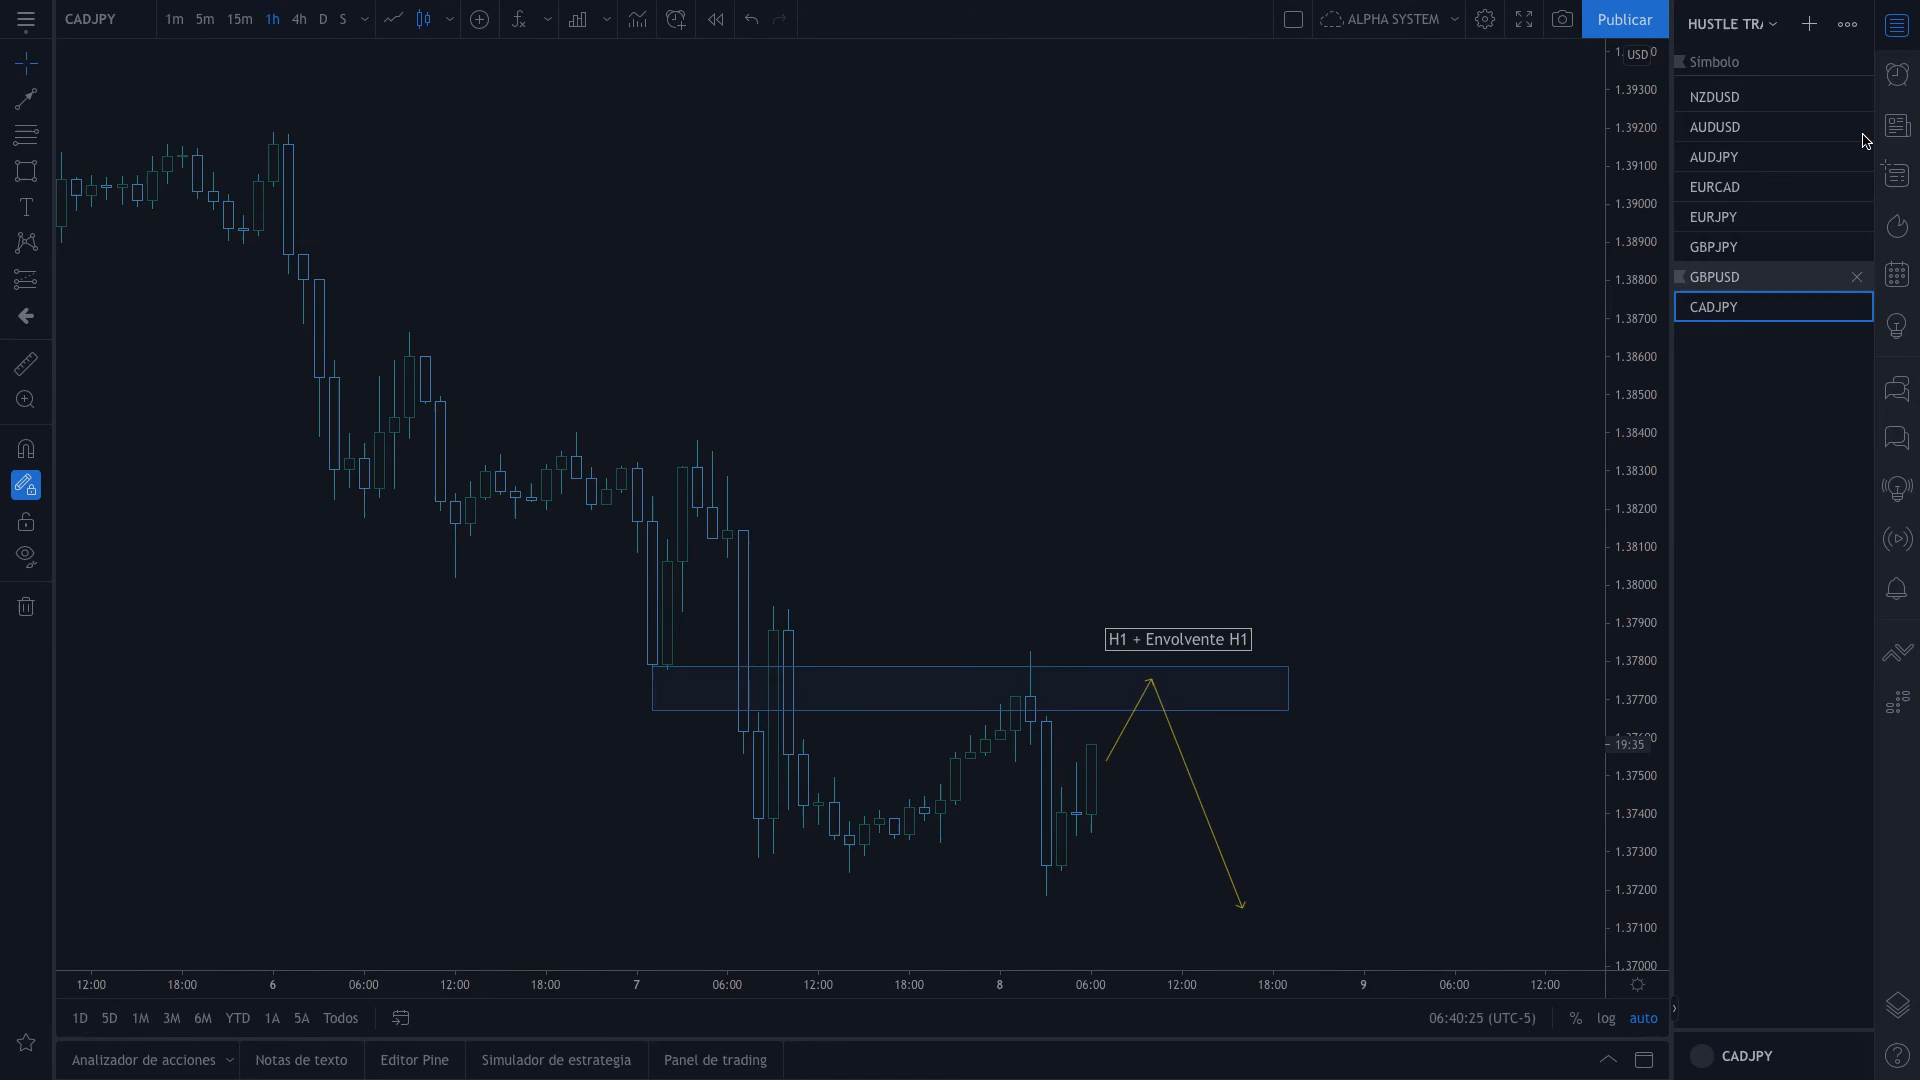 CADJPY
1m 5m 15m 1h 4h D S
ALPHA SYSTEM
Publicar
HUSTLE TR
Símbolo
NZDUSD
AUDUSD
AUDJPY
EURCAD
EURJPY
GBPJPY
GBPUSD
CADJPY
USD
1.39300
1.39200
1.39100
1.39000
1.38900
1.38800
1.38700
1.38600
1.38500
1.38400
1.38300
1.38200
1.38100
1.38000
1.37900
1.37800
1.37700
19:35
1.37500
1.37400
1.37300
1.37200
1.37100
1.37000
H1 + Envolvente H1
12:00 18:00 6 06:00 12:00 18:00 7 06:00 12:00 18:00 8 06:00 12:00 18:00 9 06:00 12:00
1D 5D 1M 3M 6M YTD 1A 5A Todos
06:40:25 (UTC-5) % log auto
Analizador de acciones Notas de texto Editor Pine Simulador de estrategia Panel de trading
CADJPY